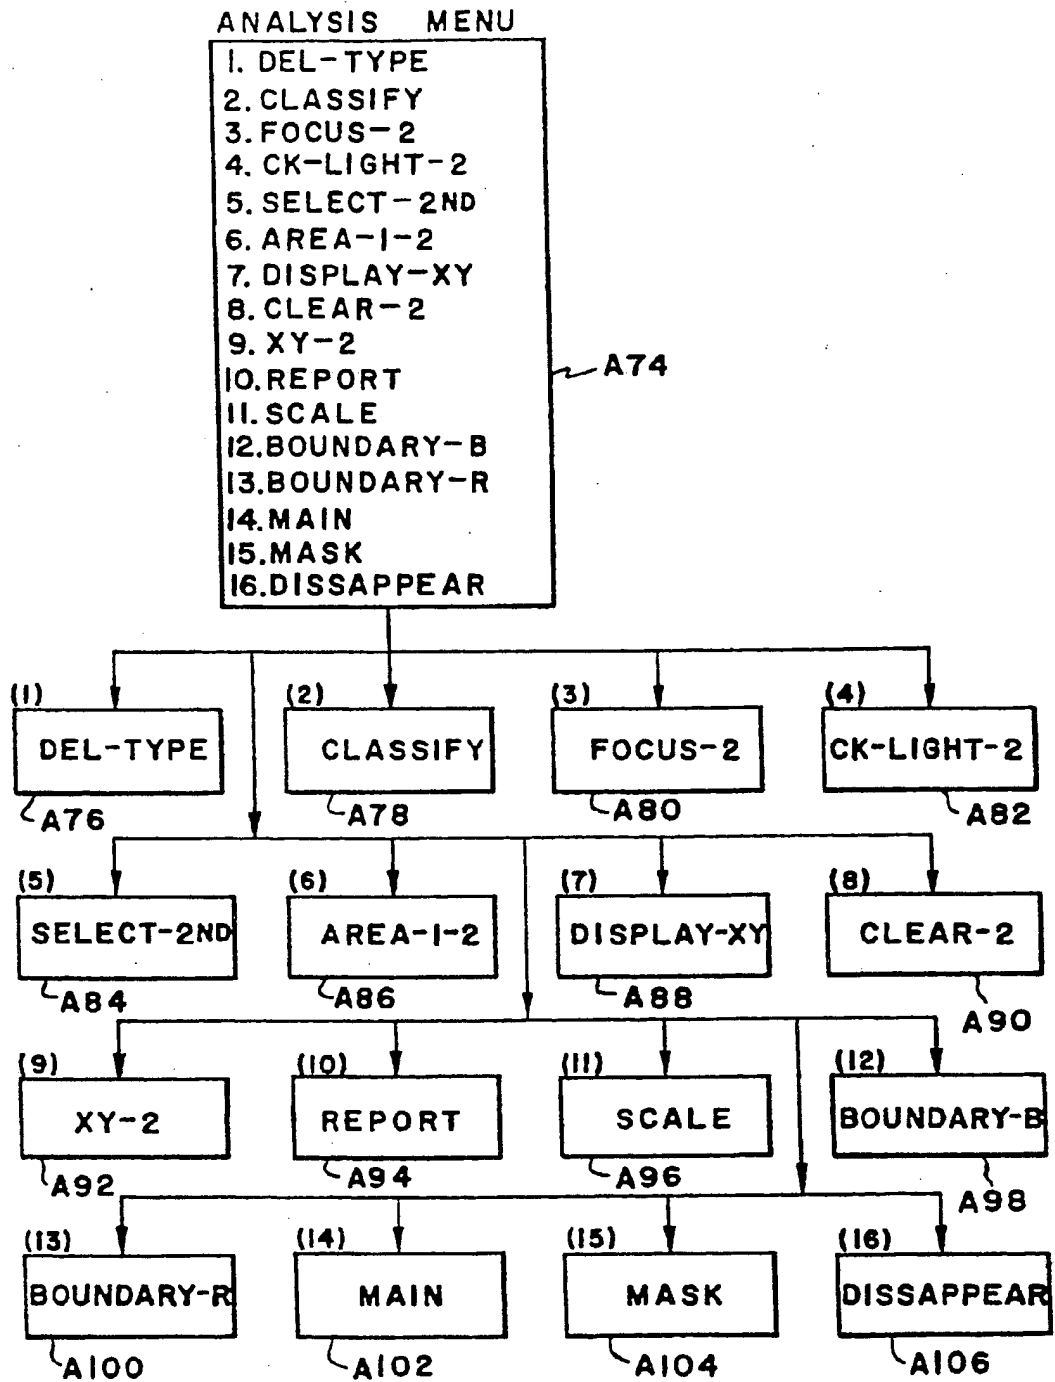 ANALYSIS MENU
1. DEL-TYPE
2. CLASSIFY
3. FOCUS-2
4. CK-LIGHT-2
5. SELECT-2ND
6. AREA-1-2
7. DISPLAY-XY
8. CLEAR-2
9. XY-2
10. REPORT
11. SCALE
12. BOUNDARY-B
13. BOUNDARY-R
14. MAIN
15. MASK
16. DISSAPPEAR
A74
(1) (2) (3) (4)
DEL-TYPE CLASSIFY FOCUS-2 CK-LIGHT-2
A76 A78 A80 A82
(5) (6) (7) (8)
SELECT-2ND AREA-1-2 DISPLAY-XY CLEAR-2
A84 A86 A88 A90
(9) (10) (11) (12)
XY-2 REPORT SCALE BOUNDARY-B
A92 A94 A96 A98
(13) (14) (15) (16)
BOUNDARY-R MAIN MASK DISSAPPEAR
A100 A102 A104 A106